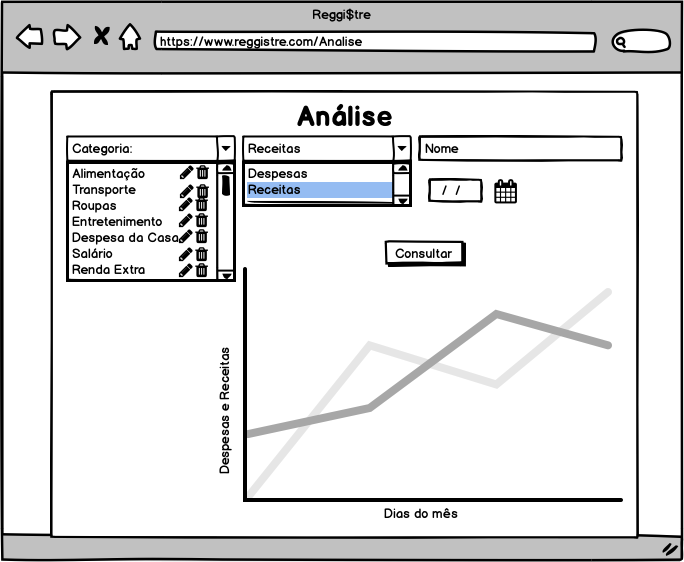 Reggi$tre
https://www.reggistre.com/Analise
Análise
Categoria:
Alimentação
Transporte
Roupas
Entretenimento
Despesa da Casa
Salário
Renda Extra
Receitas
Despesas
Receitas
Nome
/ /
Consultar
Despesas e Receitas
Dias do mês